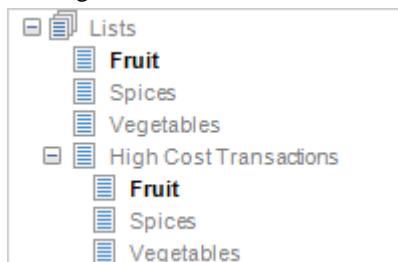 Lists
Fruit
Spices
Vegetables
High Cost Transactions
Fruit
Spices
Vegetables